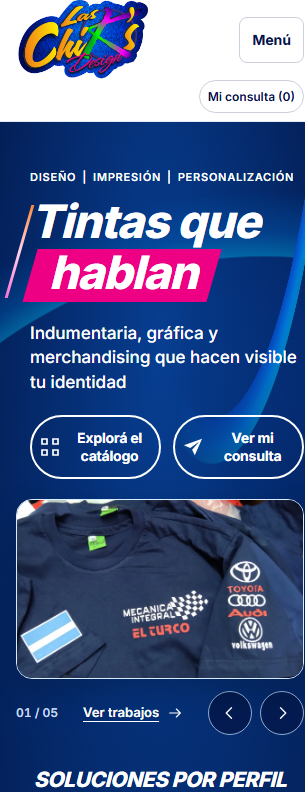 Las
ChiK's
Design
Menú
Mi consulta (0)
DISEÑO | IMPRESIÓN | PERSONALIZACIÓN
Tintas que
hablan
Indumentaria, gráfica y
merchandising que hacen visible
tu identidad
Explorá el
catálogo
Ver mi
consulta
MECANICA
INTEGRAL
EL TURCO
TOYOTA
Audi
volkswagen
01 / 05
Ver trabajos
SOLUCIONES POR PERFIL